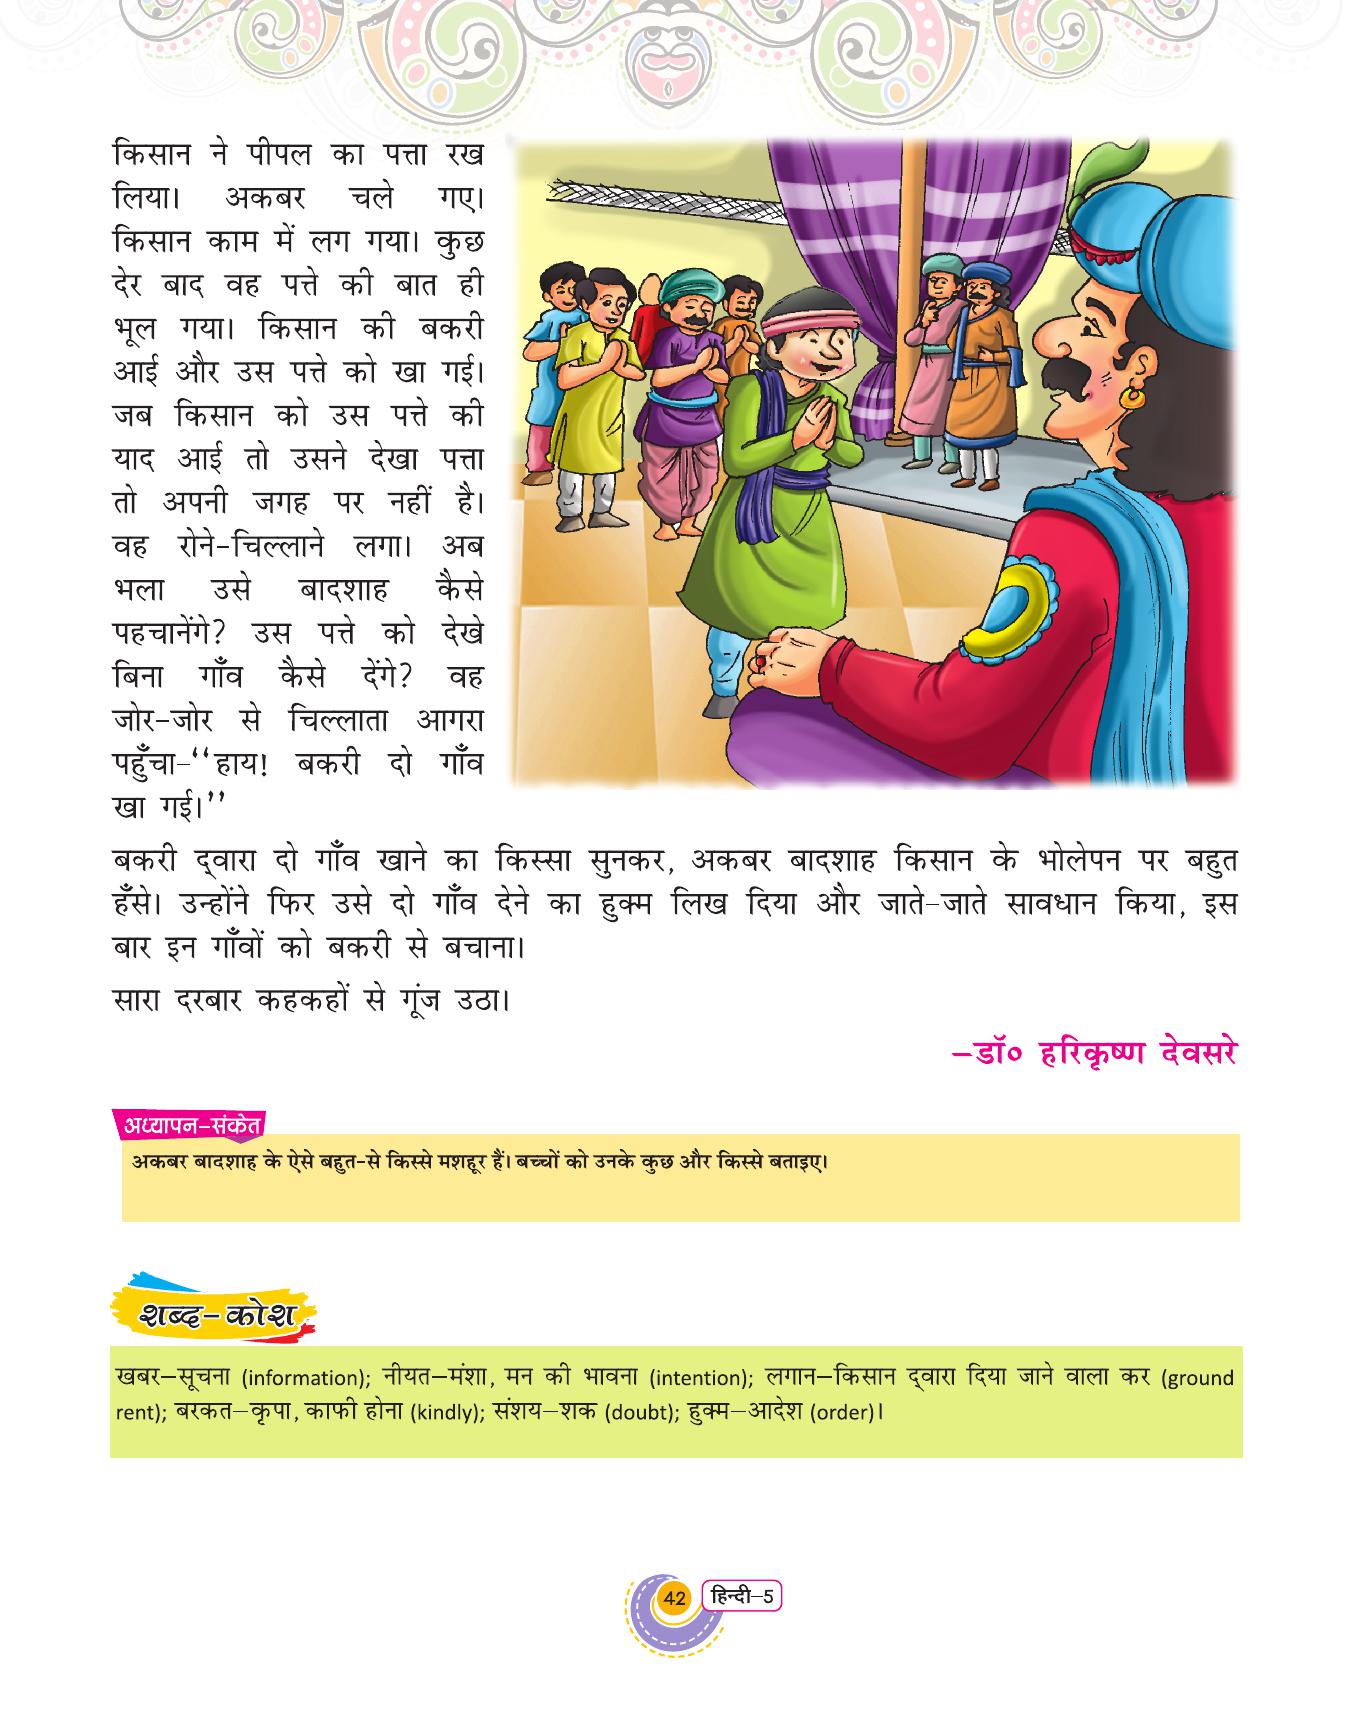 किसान ने पीपल का पत्ता रख
लिया। अकबर चले गए।
किसान काम में लग गया। कुछ
देर बाद वह पत्ते की बात ही
भूल गया। किसान की बकरी
आई और उस पत्ते को खा गई।
जब किसान को उस पत्ते की
याद आई तो उसने देखा पत्ता
तो अपनी जगह पर नहीं है।
वह रोने-चिल्लाने लगा। अब
भला उसे बादशाह कैसे
पहचानेंगे? उस पत्ते को देखे
बिना गाँव कैसे देंगे? वह
जोर-जोर से चिल्लाता आगरा
पहुँचा-‘‘हाय! बकरी दो गाँव
खा गई।’’
बकरी द्‌वारा दो गाँव खाने का किस्सा सुनकर, अकबर बादशाह किसान के भोलेपन पर बहुत
हँसे। उन्होंने फिर उसे दो गाँव देने का हुक्म लिख दिया और जाते-जाते सावधान किया, इस
बार इन गाँवों को बकरी से बचाना।
सारा दरबार कहकहों से गूंज उठा।
–डॉ० हरिकृष्ण देवसरे
अध्यापन-संकेत
अकबर बादशाह के ऐसे बहुत-से किस्से मशहूर हैं। बच्चों को उनके कुछ और किस्से बताइए।
शब्द-कोश
खबर–सूचना (information); नीयत–मंशा, मन की भावना (intention); लगान–किसान द्‌वारा दिया जाने वाला कर (ground
rent); बरकत–कृपा, काफी होना (kindly); संशय–शक (doubt); हुक्म–आदेश (order)।
42 हिन्दी–5